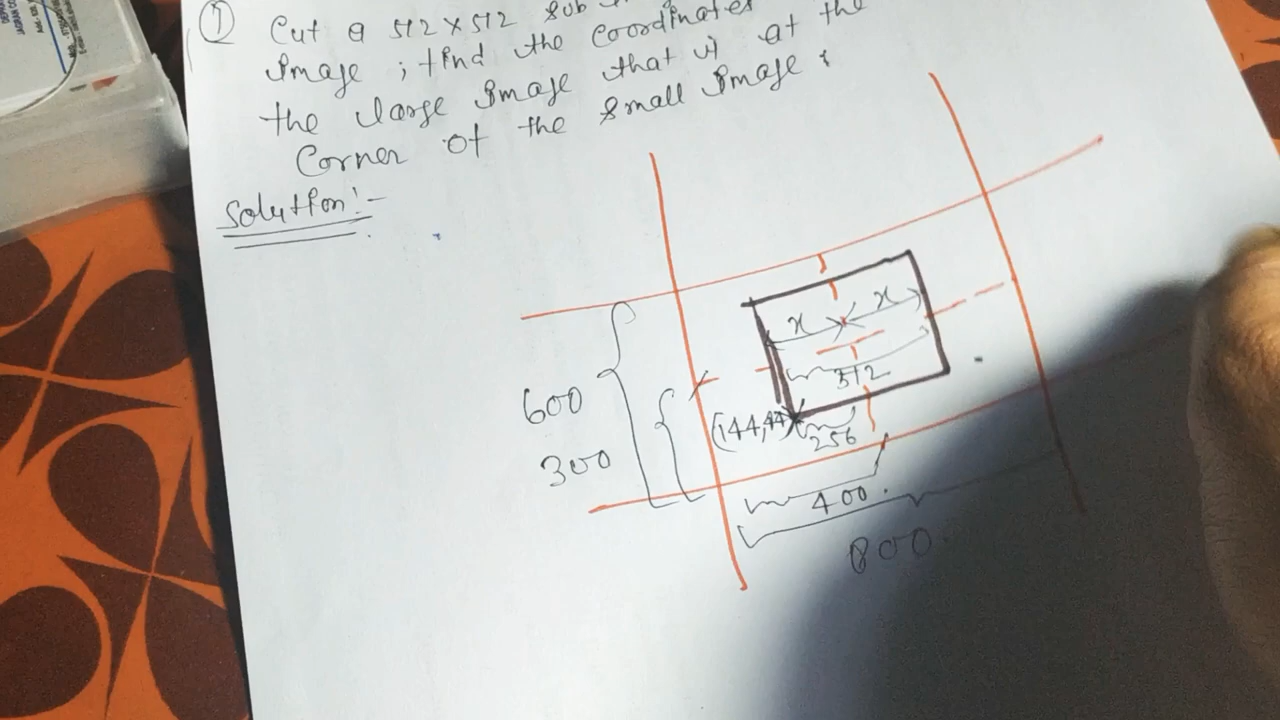 ① Cut a 512 x 512 sub
image ; find the coordinates
the large image that is at the
Corner of the small image :
Solution:-
x x
512
600
(144,44)
256
300
400.
800.